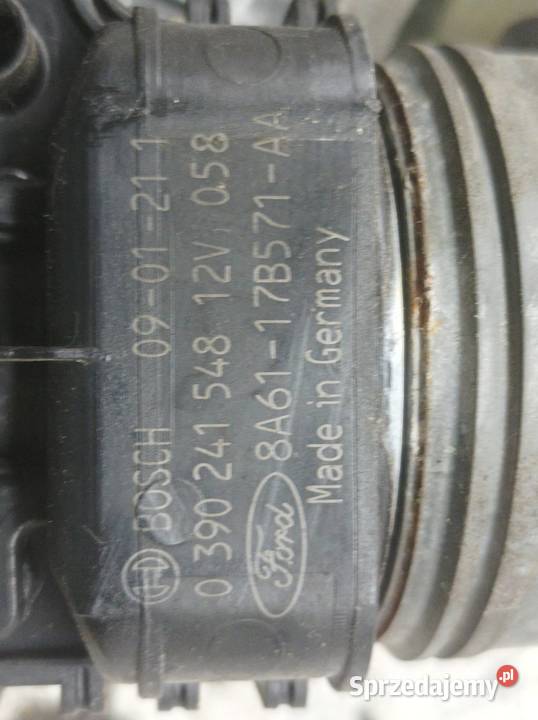 BOSCH 09-01-21 1
0 390 241 548 12V 058
Ford 8A61-17B571-AA
Made in Germany
Sprzedajemy.pl